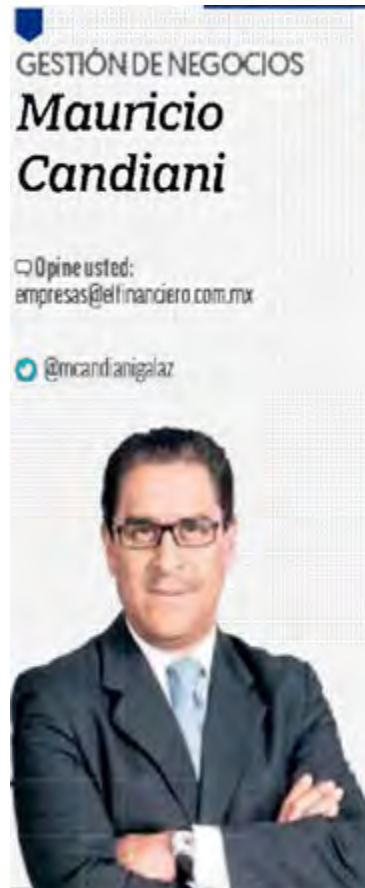 GESTIÓN DE NEGOCIOS
Mauricio
Candiani
Opine usted:
empresas@elfinanciero.com.mx
@mcandianigalaz